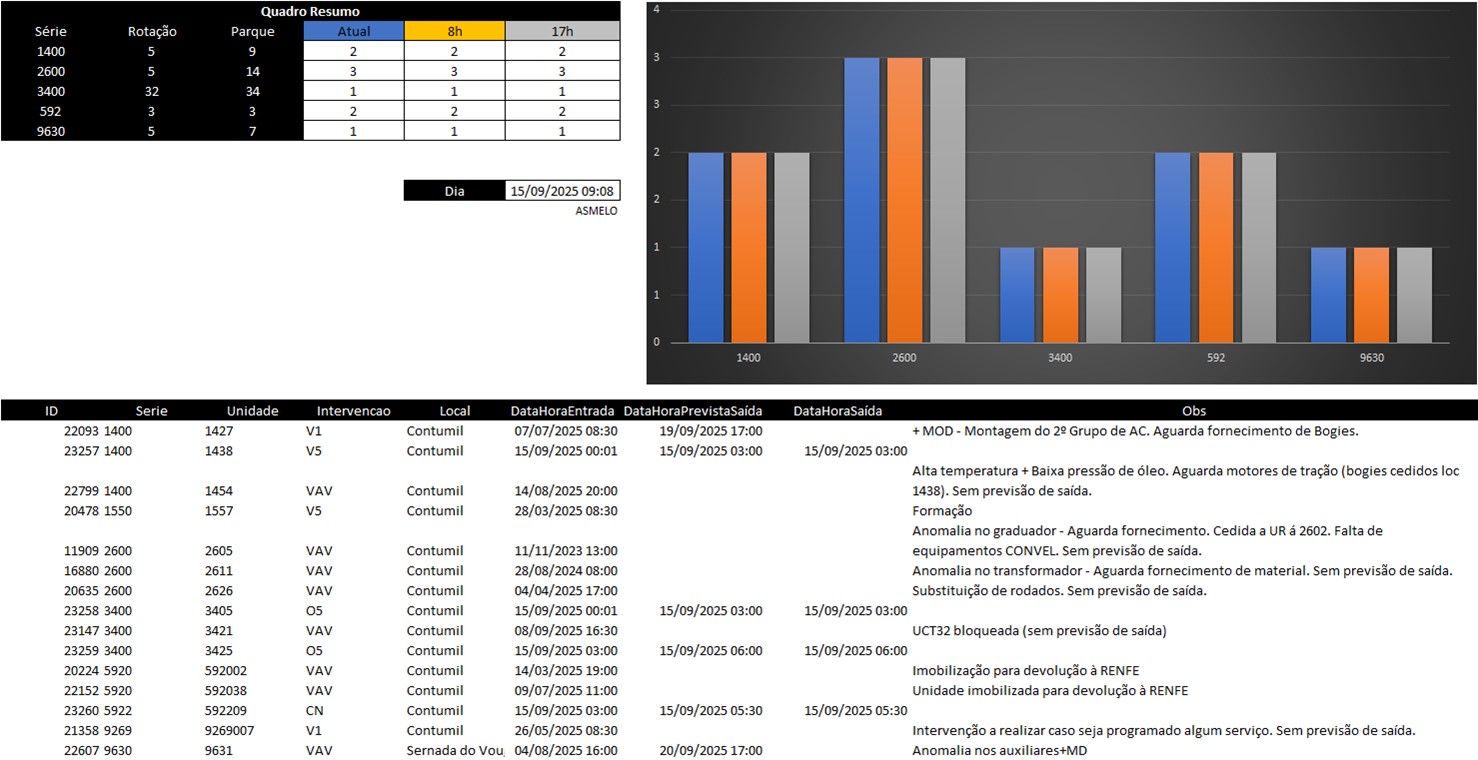 Quadro Resumo
Série Rotação Parque Atual 8h 17h
1400 5 9 2 2 2
2600 5 14 3 3 3
3400 32 34 1 1 1
592 3 3 2 2 2
9630 5 7 1 1 1
Dia 15/09/2025 09:08
ASMELO
4
3
3
2
2
1
1
0
1400 2600 3400 592 9630
ID Serie Unidade Intervencao Local DataHoraEntrada DataHoraPrevistaSaída DataHoraSaída Obs
22093 1400 1427 V1 Contumil 07/07/2025 08:30 19/09/2025 17:00 + MOD - Montagem do 2º Grupo de AC. Aguarda fornecimento de Bogies.
23257 1400 1438 V5 Contumil 15/09/2025 00:01 15/09/2025 03:00 15/09/2025 03:00
Alta temperatura + Baixa pressão de óleo. Aguarda motores de tração (bogies cedidos loc
22799 1400 1454 VAV Contumil 14/08/2025 20:00 1438). Sem previsão de saída.
20478 1550 1557 V5 Contumil 28/03/2025 08:30 Formação
Anomalia no graduador - Aguarda fornecimento. Cedida a UR á 2602. Falta de
11909 2600 2605 VAV Contumil 11/11/2023 13:00 equipamentos CONVEL. Sem previsão de saída.
16880 2600 2611 VAV Contumil 28/08/2024 08:00 Anomalia no transformador - Aguarda fornecimento de material. Sem previsão de saída.
20635 2600 2626 VAV Contumil 04/04/2025 17:00 Substituição de rodados. Sem previsão de saída.
23258 3400 3405 O5 Contumil 15/09/2025 00:01 15/09/2025 03:00 15/09/2025 03:00
23147 3400 3421 VAV Contumil 08/09/2025 16:30 UCT32 bloqueada (sem previsão de saída)
23259 3400 3425 O5 Contumil 15/09/2025 03:00 15/09/2025 06:00 15/09/2025 06:00
20224 5920 592002 VAV Contumil 14/03/2025 19:00 Imobilização para devolução à RENFE
22152 5920 592038 VAV Contumil 09/07/2025 11:00 Unidade imobilizada para devolução à RENFE
23260 5922 592209 CN Contumil 15/09/2025 03:00 15/09/2025 05:30 15/09/2025 05:30
21358 9269 9269007 V1 Contumil 26/05/2025 08:30 Intervenção a realizar caso seja programado algum serviço. Sem previsão de saída.
22607 9630 9631 VAV Sernada do Vou 04/08/2025 16:00 20/09/2025 17:00 Anomalia nos auxiliares+MD